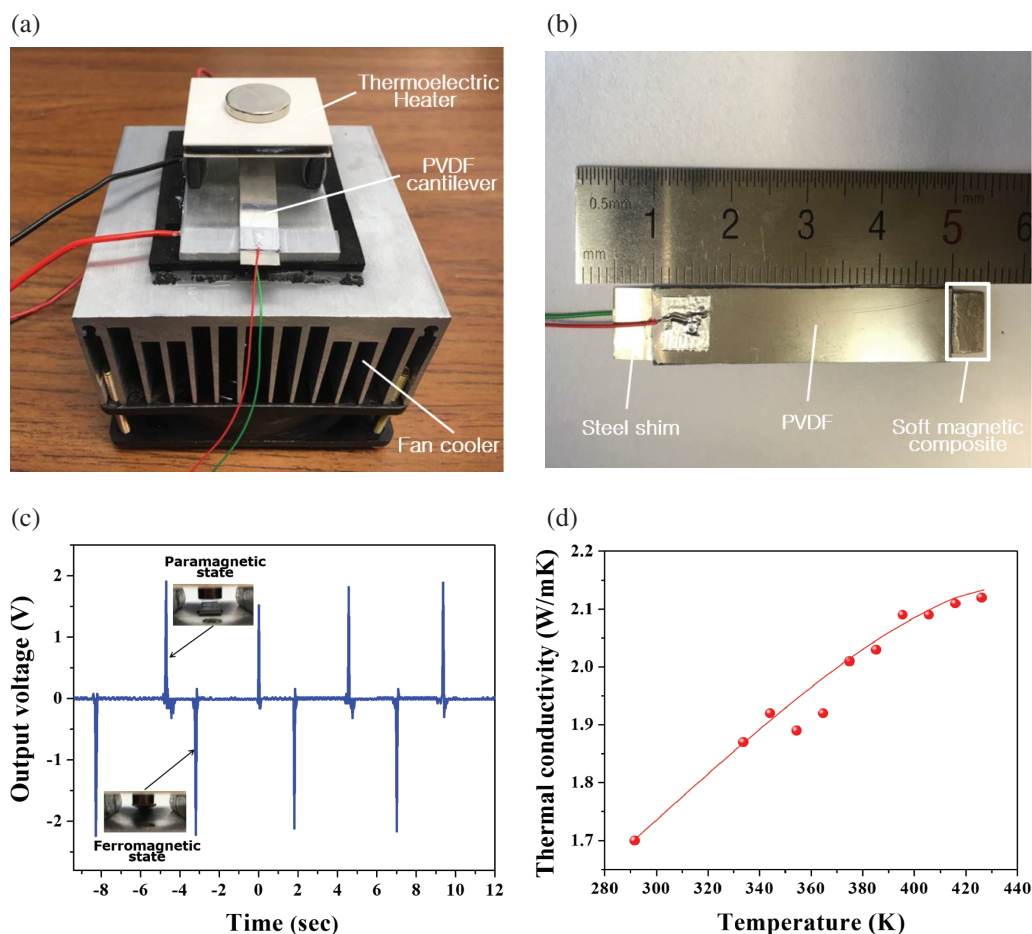 (a)
Thermoelectric
Heater
PVDF
cantilever
Fan cooler
(b)
0.5mm
mm
1 2 3 4 5 6
mm
Steel shim
PVDF
Soft magnetic
composite
(c)
Output voltage (V)
2
1
0
-1
-2
Paramagnetic
state
Ferromagnetic
state
-8 -4 -4 0 2 4 6 8 10 12
Time (sec)
(d)
Thermal conductivity (W/mK)
2.2
2.1
2.0
1.9
1.8
1.7
280 300 320 340 360 380 400 420 440
Temperature (K)